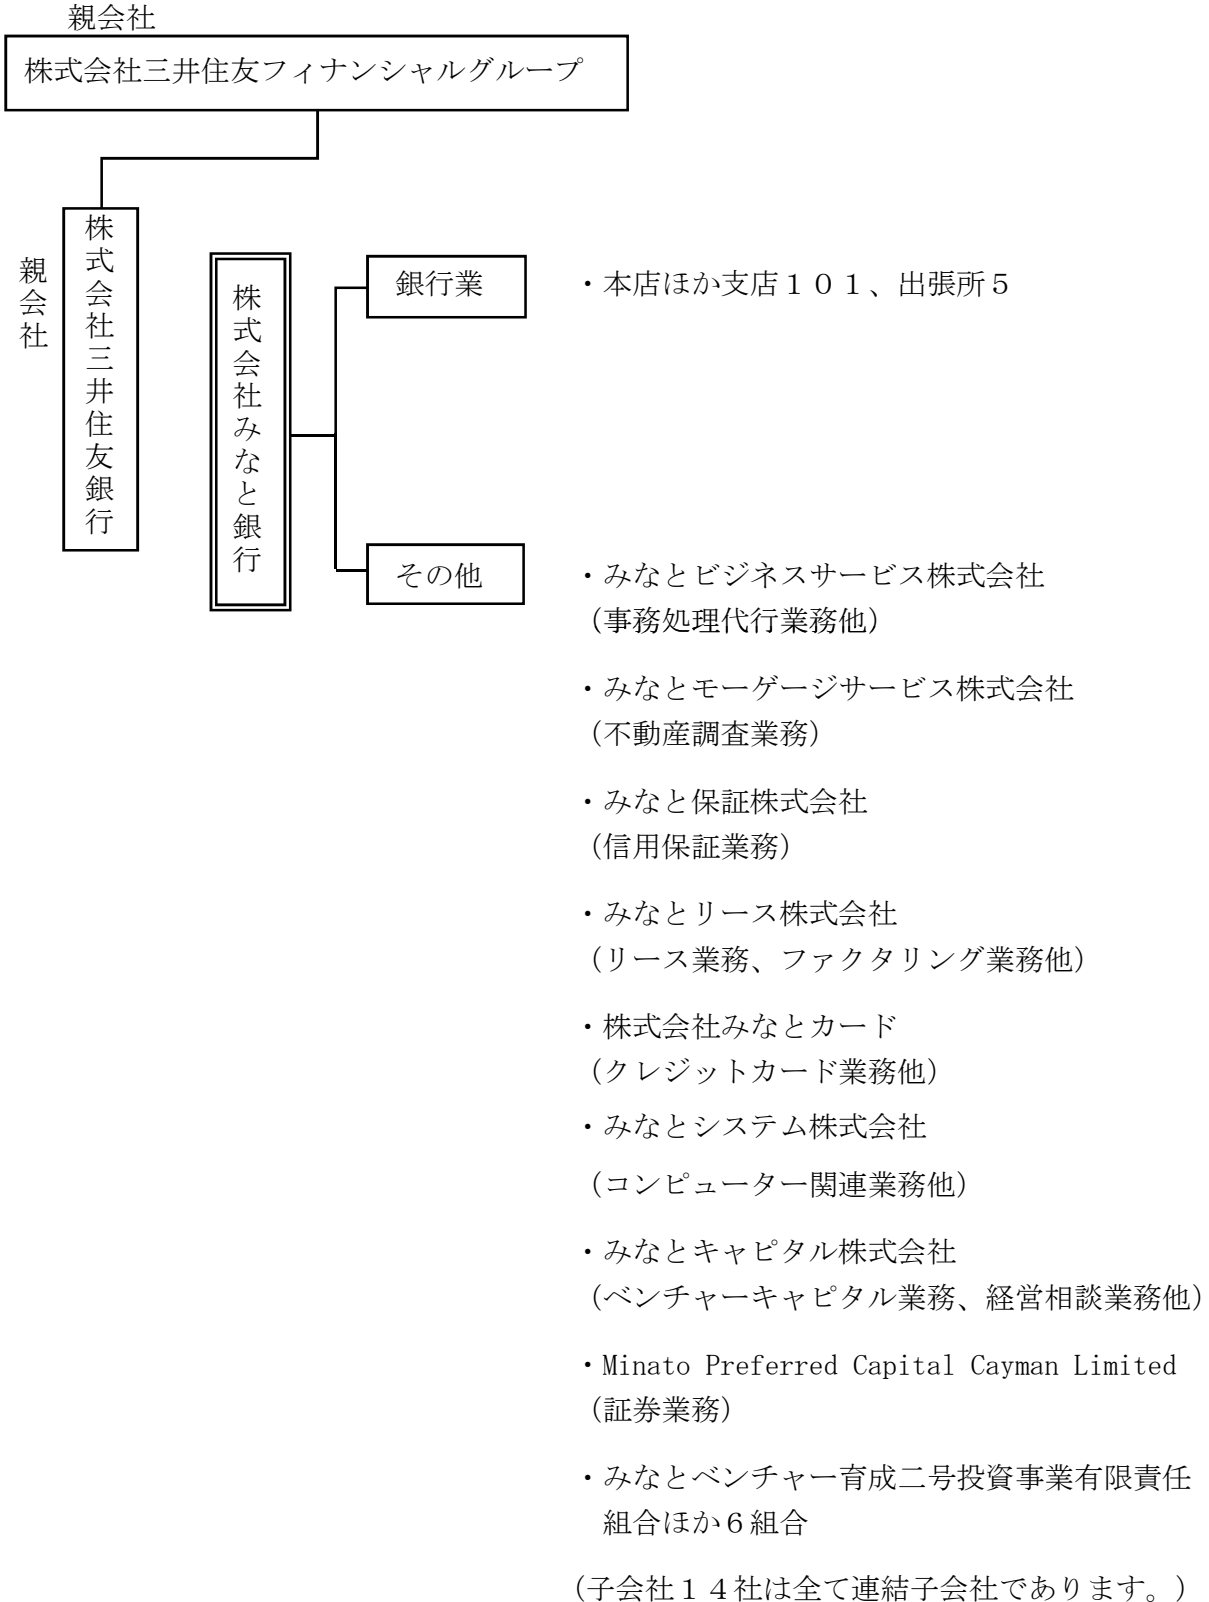 親会社
株式会社三井住友フィナンシャルグループ
親会社
株式会社三井住友銀行
株式会社みなと銀行
銀行業
・本店ほか支店１０１、出張所５
その他
・みなとビジネスサービス株式会社
（事務処理代行業務他）
・みなとモーゲージサービス株式会社
（不動産調査業務）
・みなと保証株式会社
（信用保証業務）
・みなとリース株式会社
（リース業務、ファクタリング業務他）
・株式会社みなとカード
（クレジットカード業務他）
・みなとシステム株式会社
（コンピューター関連業務他）
・みなとキャピタル株式会社
（ベンチャーキャピタル業務、経営相談業務他）
・Minato Preferred Capital Cayman Limited
（証券業務）
・みなとベンチャー育成二号投資事業有限責任
組合ほか６組合
（子会社１４社は全て連結子会社であります。）